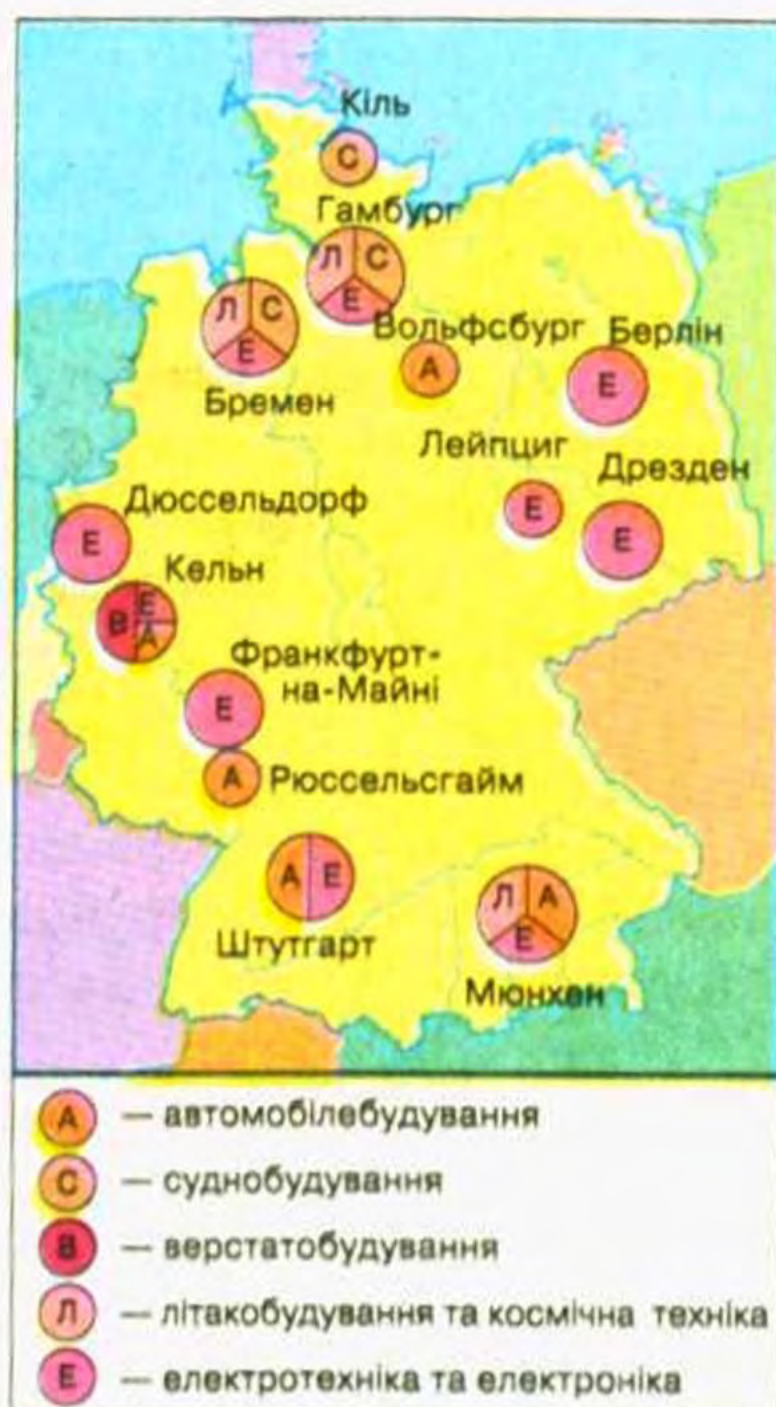 Кіль
С
Гамбург
Л С
Е
Л С
Е
Бремен
Вольфсбург
А
Берлін
Е
Лейпциг
Е
Дрезден
Е
Дюссельдорф
Е
Кельн
В Е
А
Франкфурт-
на-Майні
Е
А Рюссельсгайм
А Е
Штутгарт
Л А
Е
Мюнхен
А — автомобілебудування
С — суднобудування
В — верстатобудування
Л — літакобудування та космічна техніка
Е — електротехніка та електроніка